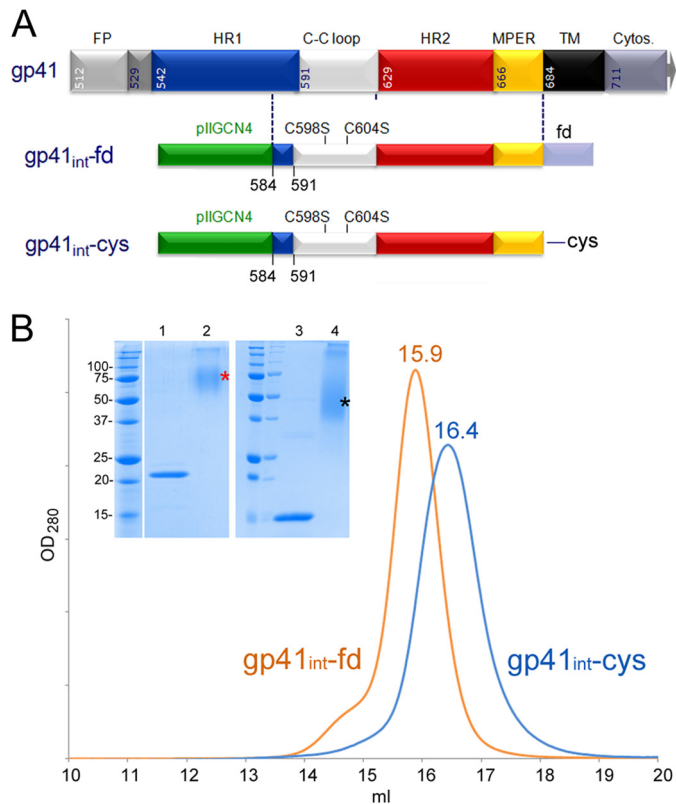 A
FP HR1 C-C loop HR2 MPER TM Cytos.
gp41 512 529 542 591 629 666 684 711
pIIGCN4 C598S C604S fd
gp41int-fd
584 591
pIIGCN4 C598S C604S
gp41int-cys cys
584 591
B
1 2 3 4
100-
75- *
50- *
37-
25-
20-
15-
15.9
16.4
OD280
gp41int-fd gp41int-cys
10 11 12 13 14 15 16 17 18 19 20
ml